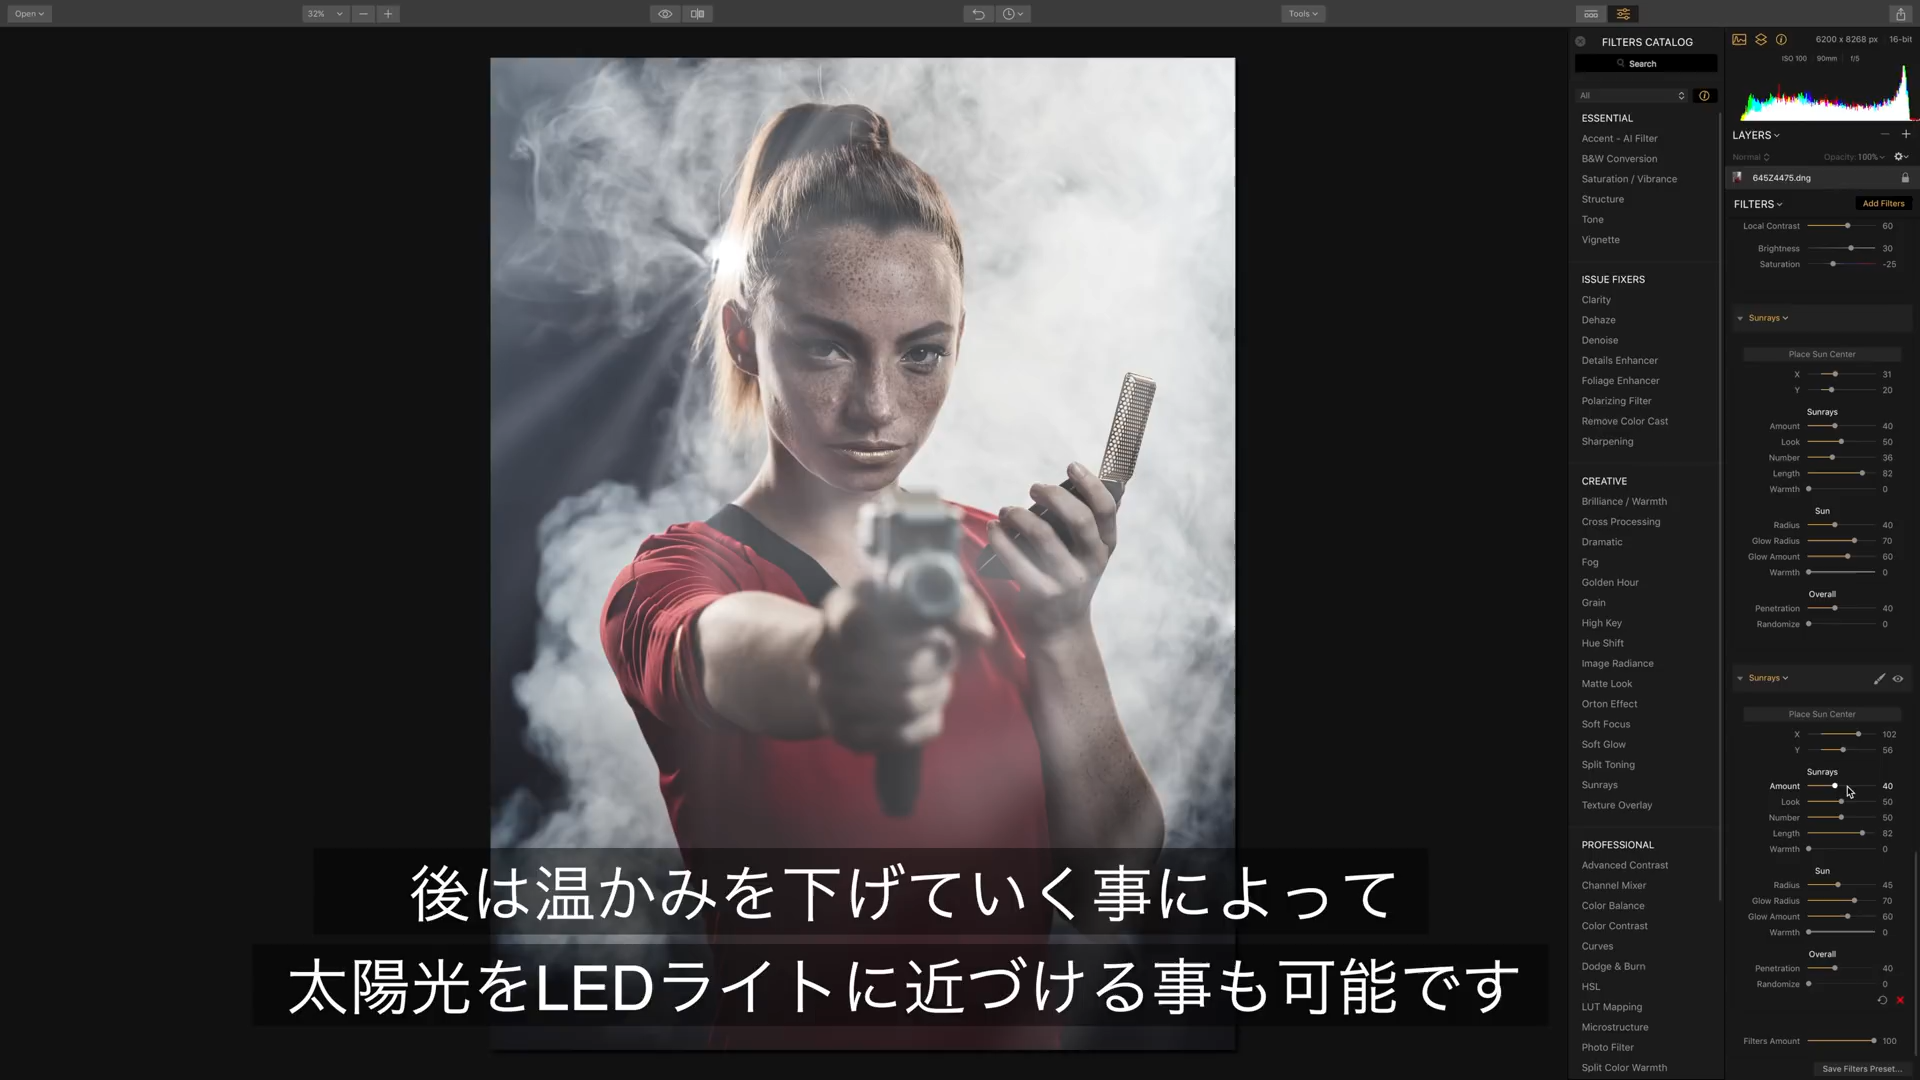 Open
32%
Tools
FILTERS CATALOG
Search
All
ESSENTIAL
Accent - AI Filter
B&W Conversion
Saturation / Vibrance
Structure
Tone
Vignette
ISSUE FIXERS
Clarity
Dehaze
Denoise
Details Enhancer
Foliage Enhancer
Polarizing Filter
Remove Color Cast
Sharpening
CREATIVE
Brilliance / Warmth
Cross Processing
Dramatic
Fog
Golden Hour
Grain
High Key
Hue Shift
Image Radiance
Matte Look
Orton Effect
Soft Focus
Soft Glow
Split Toning
Sunrays
Texture Overlay
PROFESSIONAL
Advanced Contrast
Channel Mixer
Color Balance
Color Contrast
Curves
Dodge & Burn
HSL
LUT Mapping
Microstructure
Photo Filter
Split Color Warmth
6200 x 8268 px 16-bit
ISO 100 90mm f/5
LAYERS
Normal Opacity: 100%
645Z4475.dng
FILTERS Add Filters
Local Contrast 60
Brightness 30
Saturation -25
Sunrays
Place Sun Center
X 31
Y 20
Sunrays
Amount 40
Look 50
Number 36
Length 82
Warmth 0
Sun
Radius 40
Glow Radius 70
Glow Amount 60
Warmth 0
Overall
Penetration 40
Randomize 0
Sunrays
Place Sun Center
X 102
Y 56
Sunrays
Amount 40
Look 50
Number 50
Length 82
Warmth 0
Sun
Radius 45
Glow Radius 70
Glow Amount 60
Warmth 0
Overall
Penetration 40
Randomize 0
Filters Amount 100
Save Filters Preset...
後は温かみを下げていく事によって
太陽光をLEDライトに近づける事も可能です